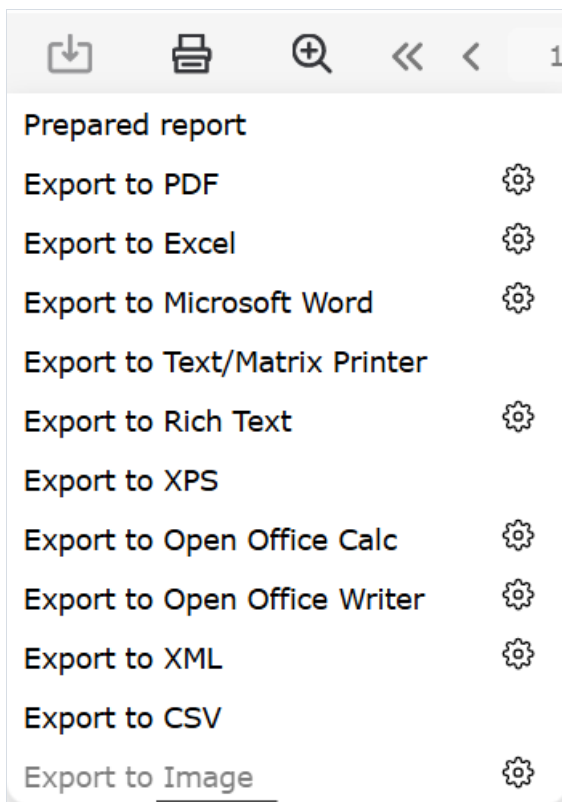 1
Prepared report
Export to PDF
Export to Excel
Export to Microsoft Word
Export to Text/Matrix Printer
Export to Rich Text
Export to XPS
Export to Open Office Calc
Export to Open Office Writer
Export to XML
Export to CSV
Export to Image